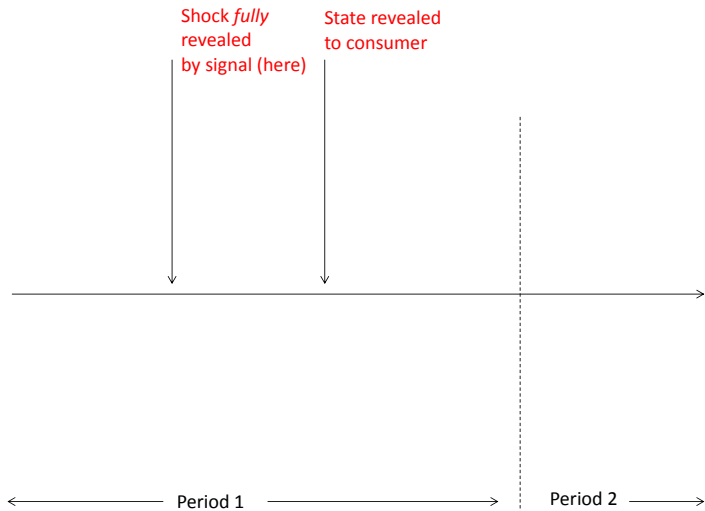 Shock fully
revealed
by signal (here)
State revealed
to consumer
Period 1
Period 2